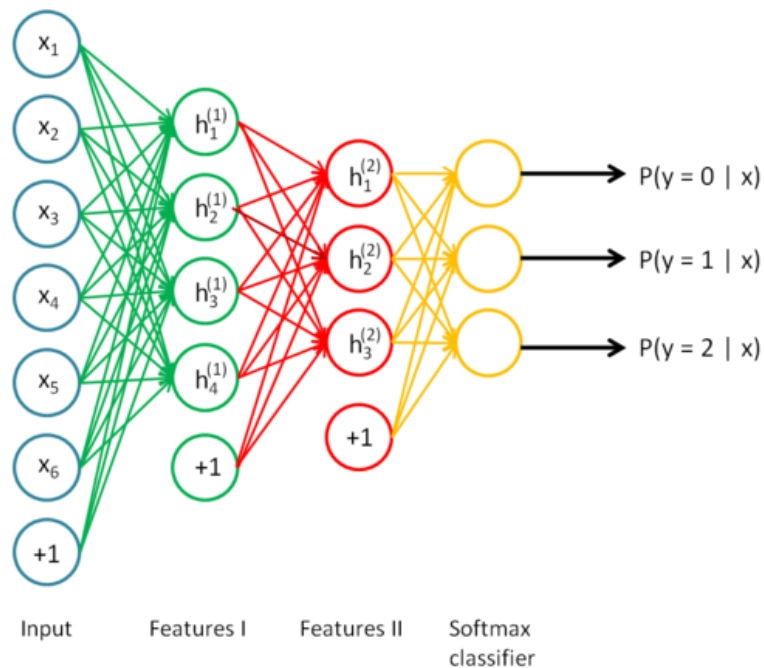 x₁
x₂
x₃
x₄
x₅
x₆
+1
h₁⁽¹⁾
h₂⁽¹⁾
h₃⁽¹⁾
h₄⁽¹⁾
+1
h₁⁽²⁾
h₂⁽²⁾
h₃⁽²⁾
+1
P(y = 0 | x)
P(y = 1 | x)
P(y = 2 | x)
Input
Features I
Features II
Softmax
classifier